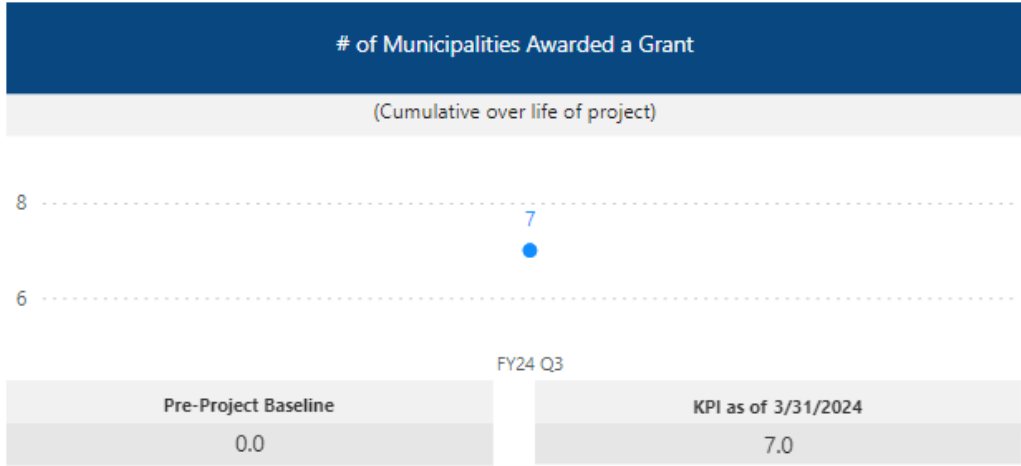 # of Municipalities Awarded a Grant
(Cumulative over life of project)
8
7
6
FY24 Q3
Pre-Project Baseline
KPI as of 3/31/2024
0.0
7.0